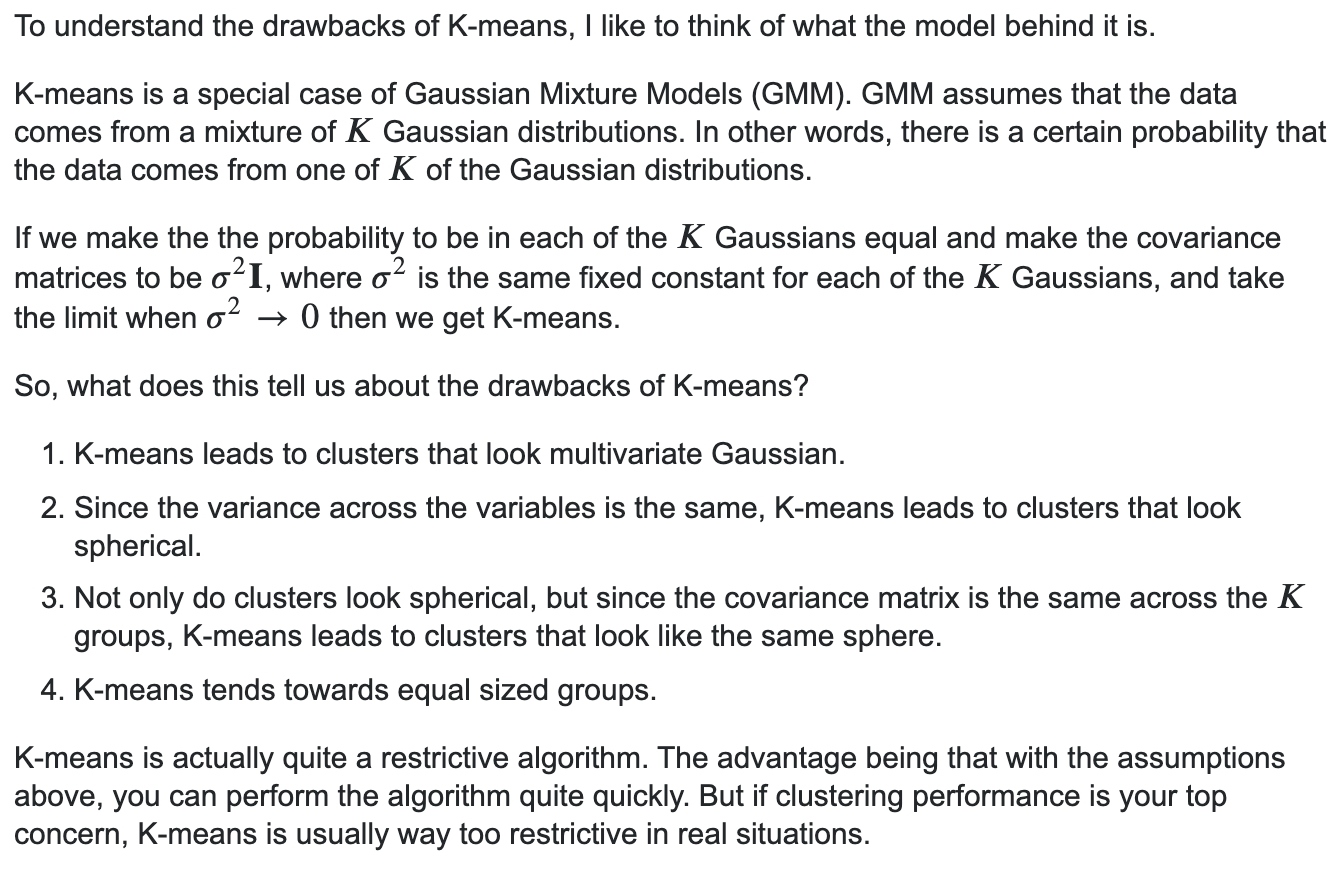 To understand the drawbacks of K-means, I like to think of what the model behind it is.
K-means is a special case of Gaussian Mixture Models (GMM). GMM assumes that the data
comes from a mixture of K Gaussian distributions. In other words, there is a certain probability that
the data comes from one of K of the Gaussian distributions.
If we make the the probability to be in each of the K Gaussians equal and make the covariance
matrices to be σ²I, where σ² is the same fixed constant for each of the K Gaussians, and take
the limit when σ² → 0 then we get K-means.
So, what does this tell us about the drawbacks of K-means?
1. K-means leads to clusters that look multivariate Gaussian.
2. Since the variance across the variables is the same, K-means leads to clusters that look
spherical.
3. Not only do clusters look spherical, but since the covariance matrix is the same across the K
groups, K-means leads to clusters that look like the same sphere.
4. K-means tends towards equal sized groups.
K-means is actually quite a restrictive algorithm. The advantage being that with the assumptions
above, you can perform the algorithm quite quickly. But if clustering performance is your top
concern, K-means is usually way too restrictive in real situations.